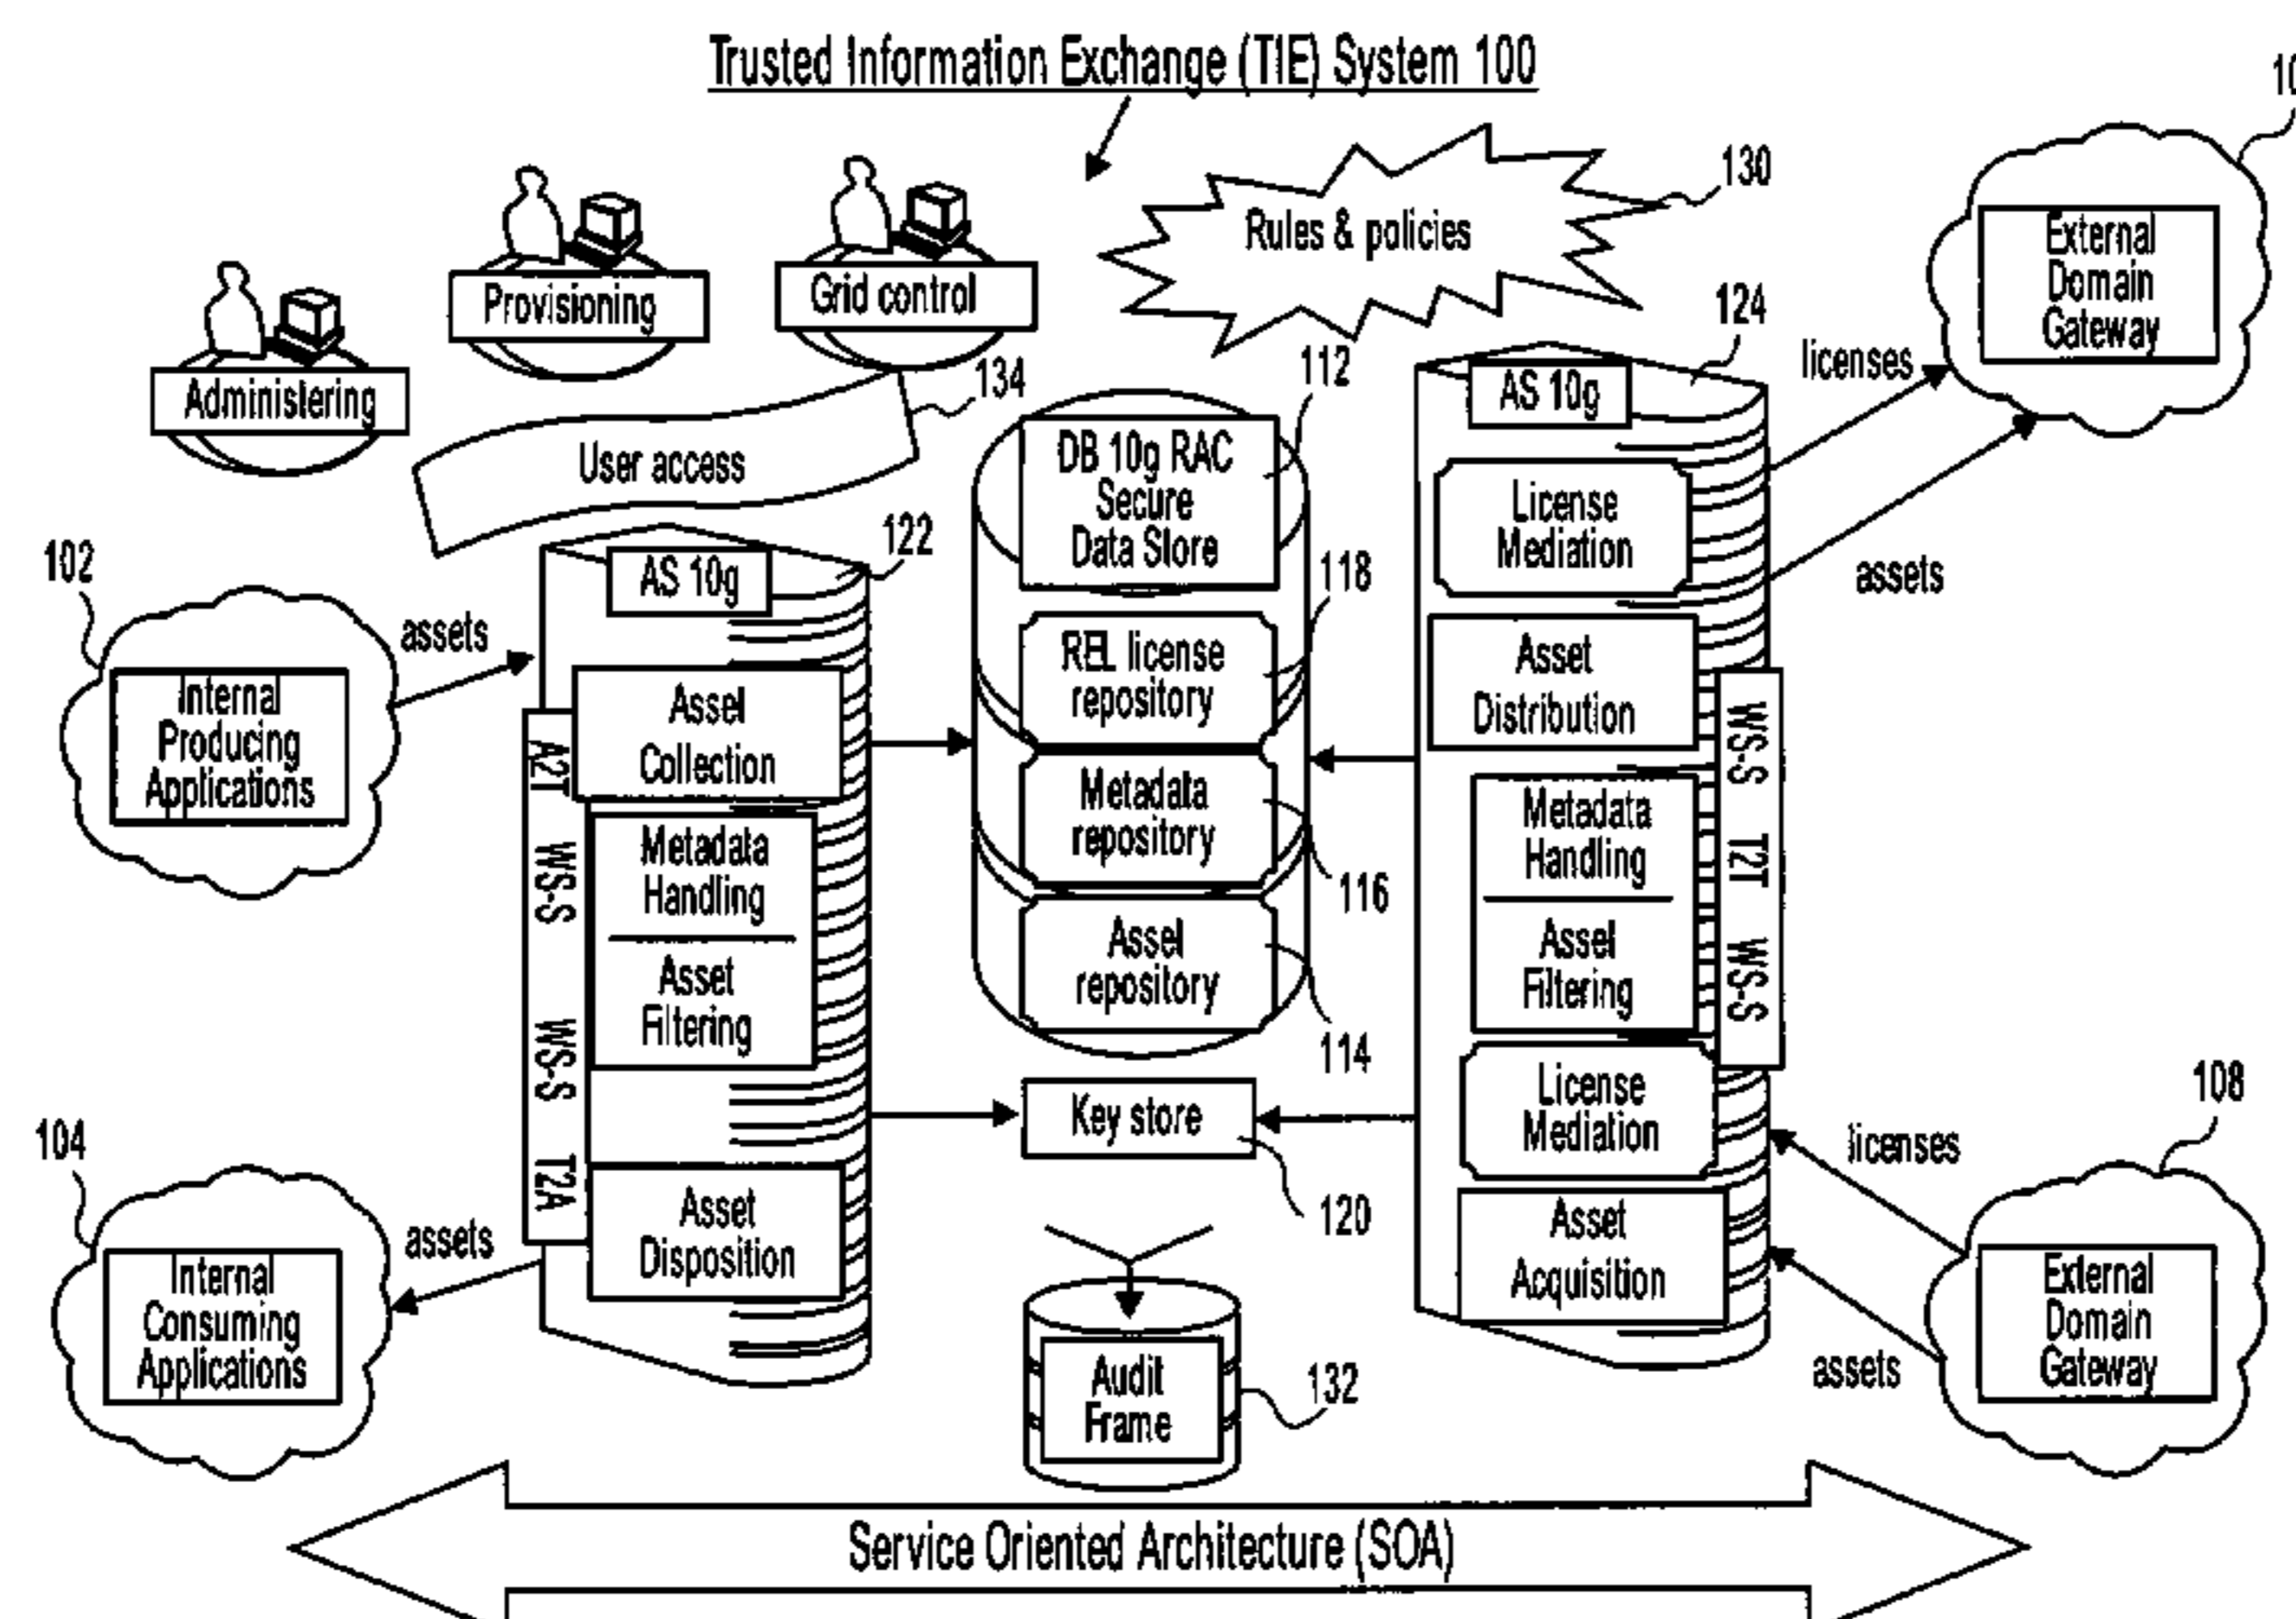 Trusted Information Exchange (TIE) System 100
130
Rules & policies
Grid control
Provisioning
Administering
134
User access
External
Domain
Gateway
licenses
assets
124
AS 10g
License
Mediation
Asset
Distribution
Metadata
Handling
Asset
Filtering
License
Mediation
Asset
Acquisition
WS-S T2T WS-S
112
DB 10g RAC
Secure
Data Store
118
REL license
repository
Metadata
repository
116
Asset
repository
114
Key store
120
Audit
Frame
132
122
AS 10g
Asset
Collection
Metadata
Handling
Asset
Filtering
Asset
Disposition
A2T WS-S WS-S T2A
102
Internal
Producing
Applications
assets
104
Internal
Consuming
Applications
assets
108
External
Domain
Gateway
licenses
assets
Service Oriented Architecture (SOA)